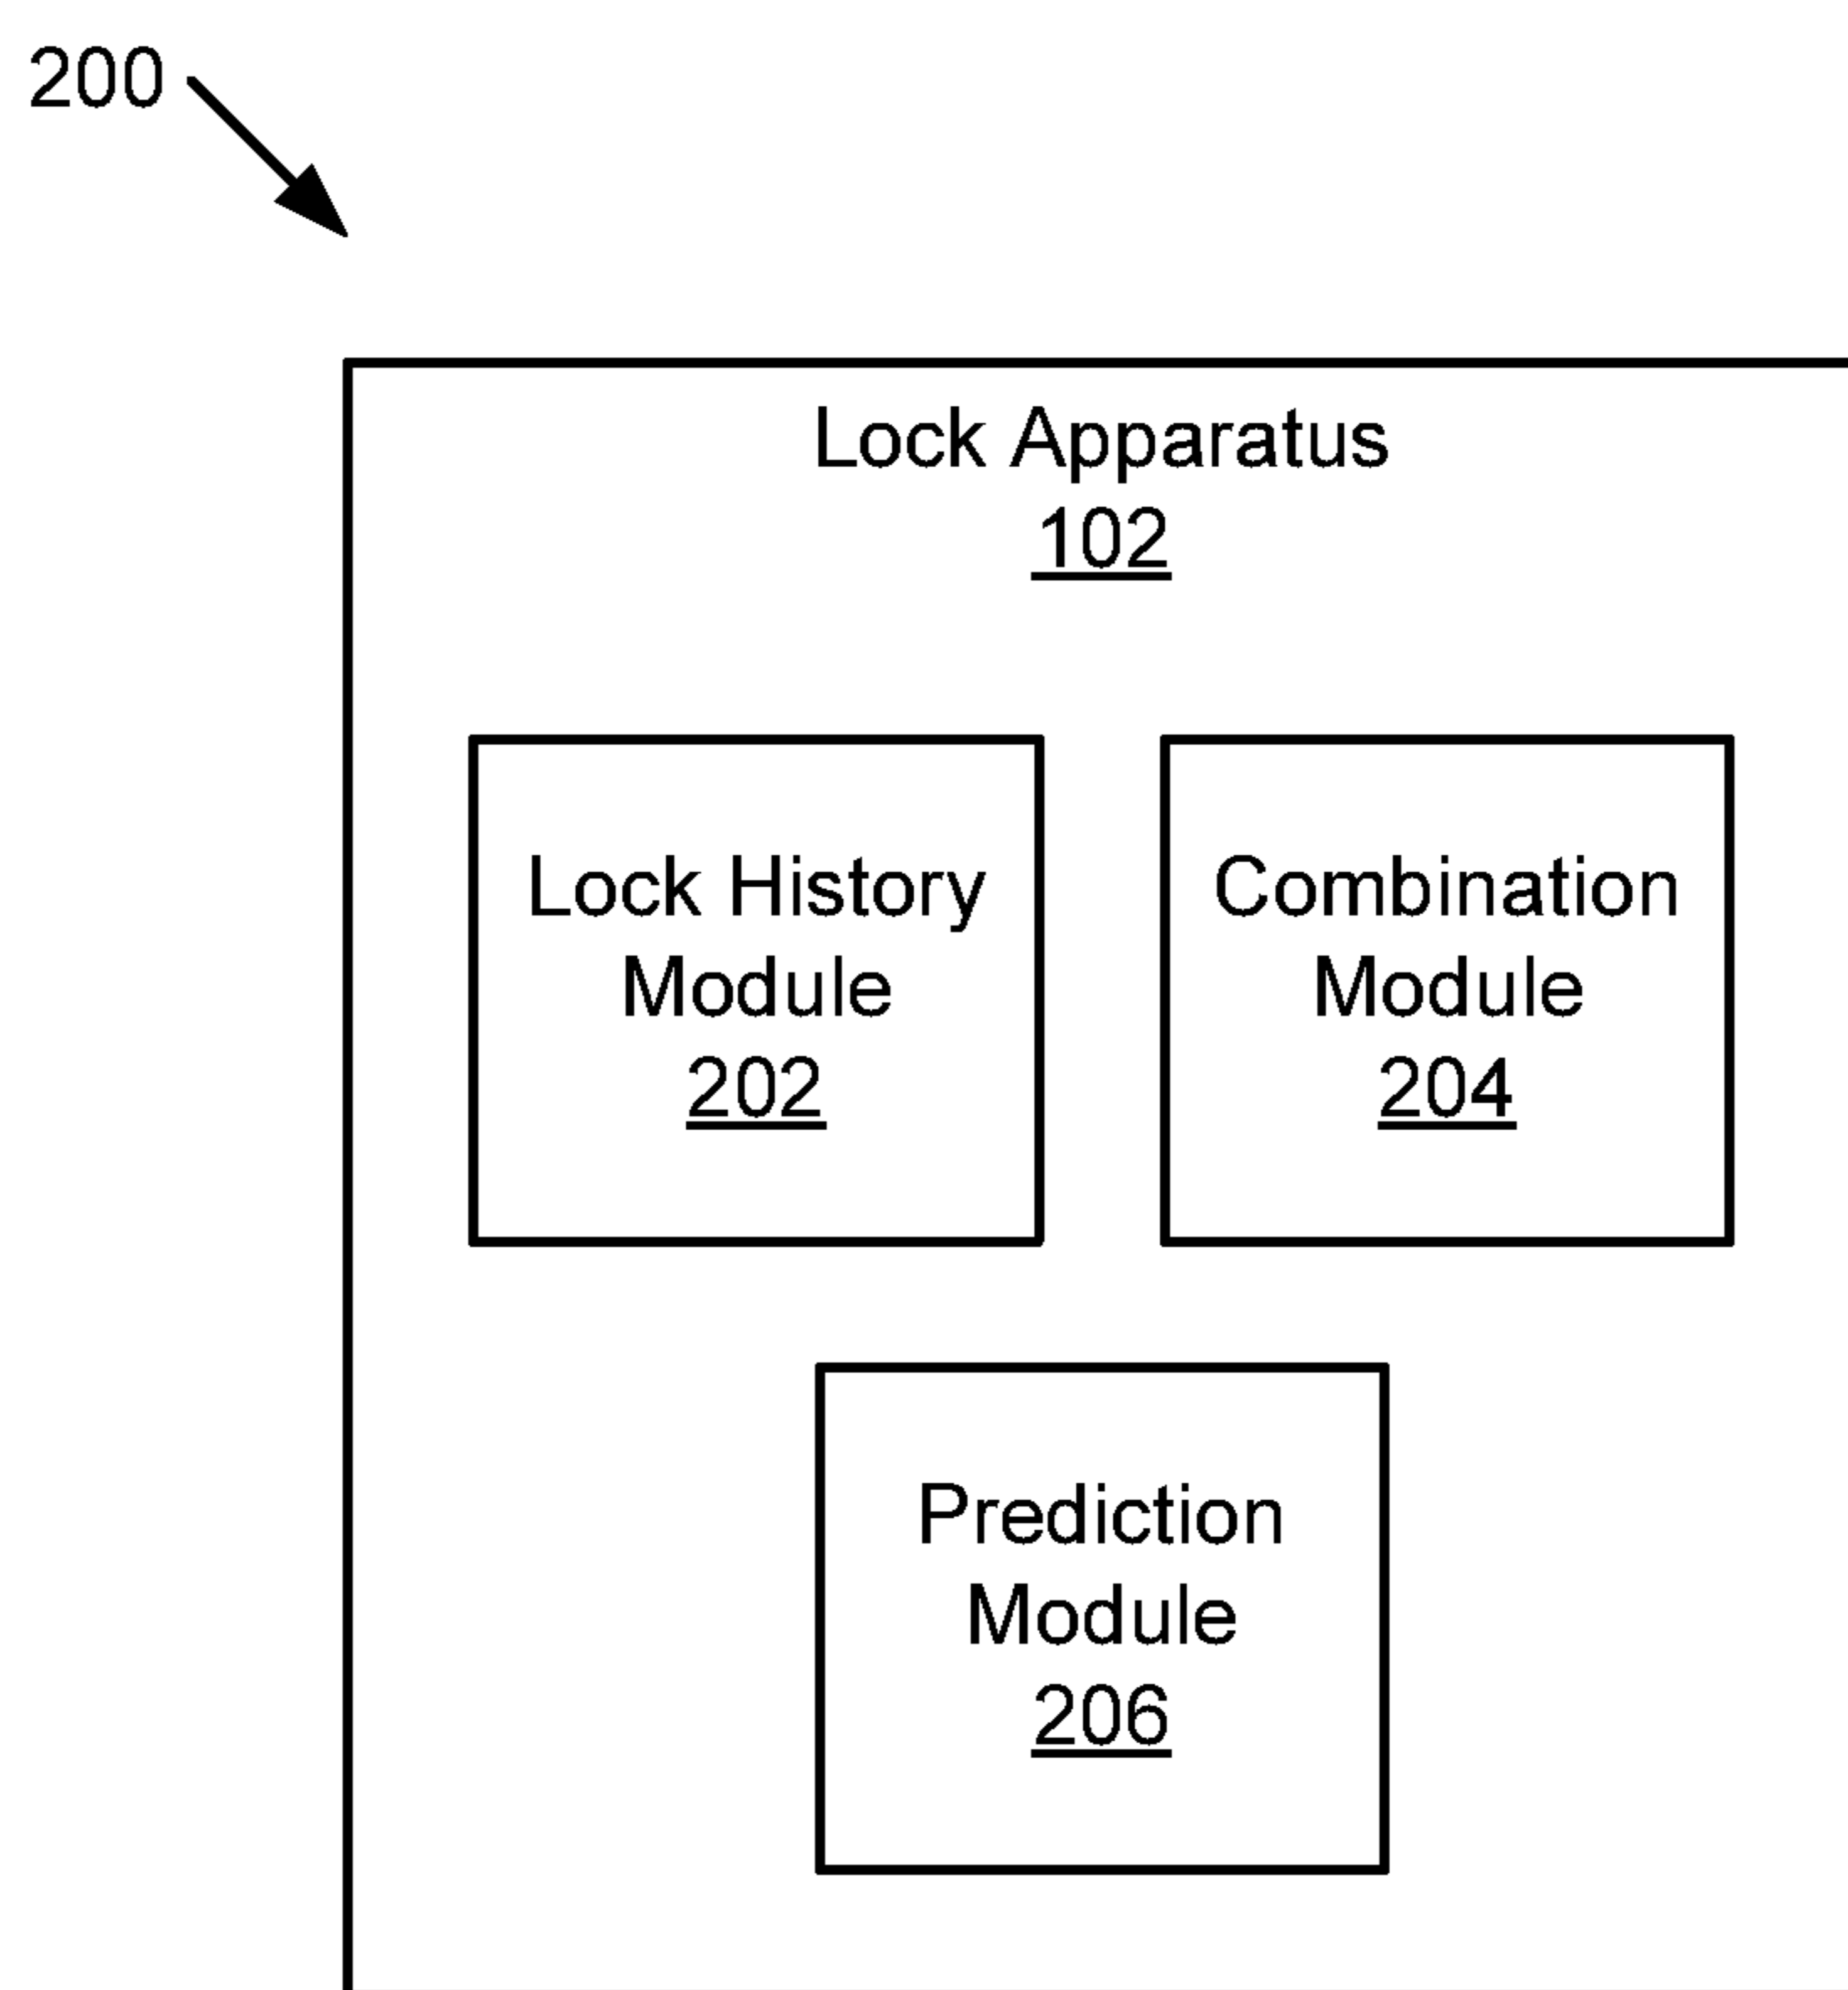 200
Lock Apparatus
102
Lock History
Module
202
Combination
Module
204
Prediction
Module
206